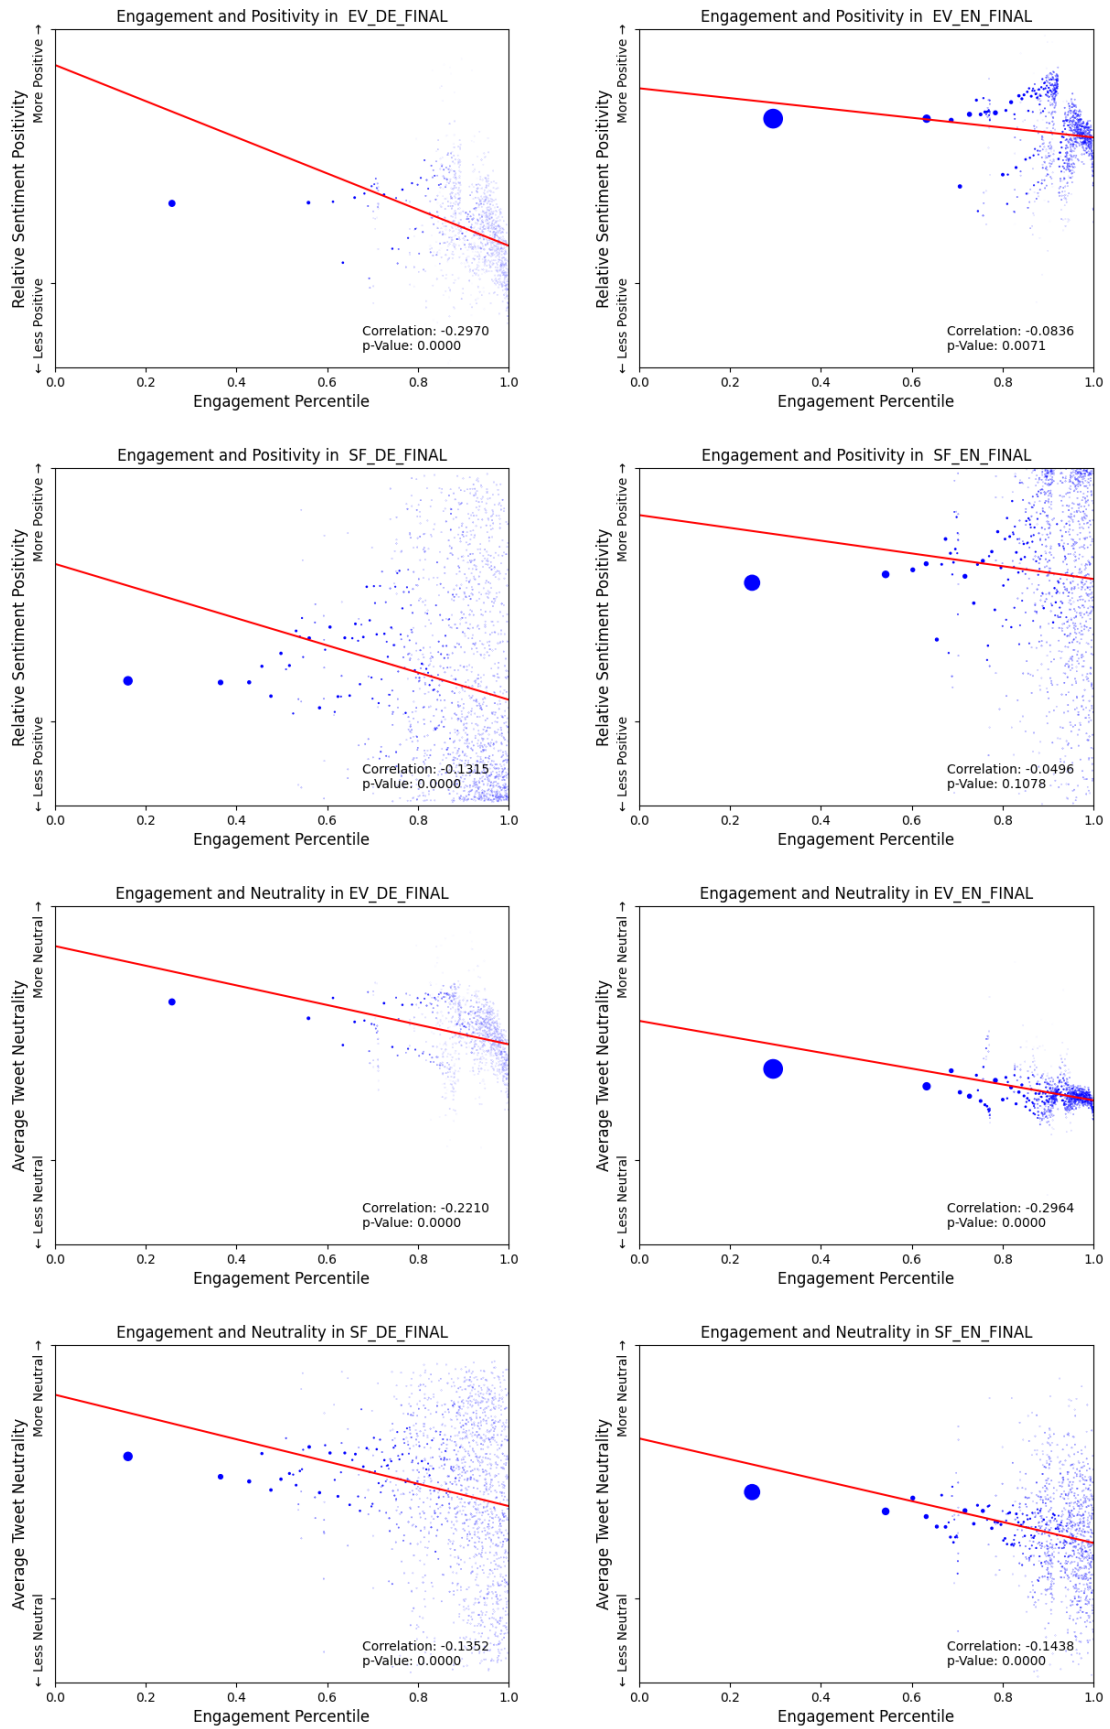 Engagement and Positivity in  EV_DE_FINAL
More Positive →
Relative Sentiment Positivity
← Less Positive
Correlation: -0.2970
p-Value: 0.0000
0.0 0.2 0.4 0.6 0.8 1.0
Engagement Percentile
Engagement and Positivity in  EV_EN_FINAL
More Positive →
Relative Sentiment Positivity
← Less Positive
Correlation: -0.0836
p-Value: 0.0071
0.0 0.2 0.4 0.6 0.8 1.0
Engagement Percentile
Engagement and Positivity in  SF_DE_FINAL
More Positive →
Relative Sentiment Positivity
← Less Positive
Correlation: -0.1315
p-Value: 0.0000
0.0 0.2 0.4 0.6 0.8 1.0
Engagement Percentile
Engagement and Positivity in  SF_EN_FINAL
More Positive →
Relative Sentiment Positivity
← Less Positive
Correlation: -0.0496
p-Value: 0.1078
0.0 0.2 0.4 0.6 0.8 1.0
Engagement Percentile
Engagement and Neutrality in EV_DE_FINAL
More Neutral →
Average Tweet Neutrality
← Less Neutral
Correlation: -0.2210
p-Value: 0.0000
0.0 0.2 0.4 0.6 0.8 1.0
Engagement Percentile
Engagement and Neutrality in EV_EN_FINAL
More Neutral →
Average Tweet Neutrality
← Less Neutral
Correlation: -0.2964
p-Value: 0.0000
0.0 0.2 0.4 0.6 0.8 1.0
Engagement Percentile
Engagement and Neutrality in SF_DE_FINAL
More Neutral →
Average Tweet Neutrality
← Less Neutral
Correlation: -0.1352
p-Value: 0.0000
0.0 0.2 0.4 0.6 0.8 1.0
Engagement Percentile
Engagement and Neutrality in SF_EN_FINAL
More Neutral →
Average Tweet Neutrality
← Less Neutral
Correlation: -0.1438
p-Value: 0.0000
0.0 0.2 0.4 0.6 0.8 1.0
Engagement Percentile